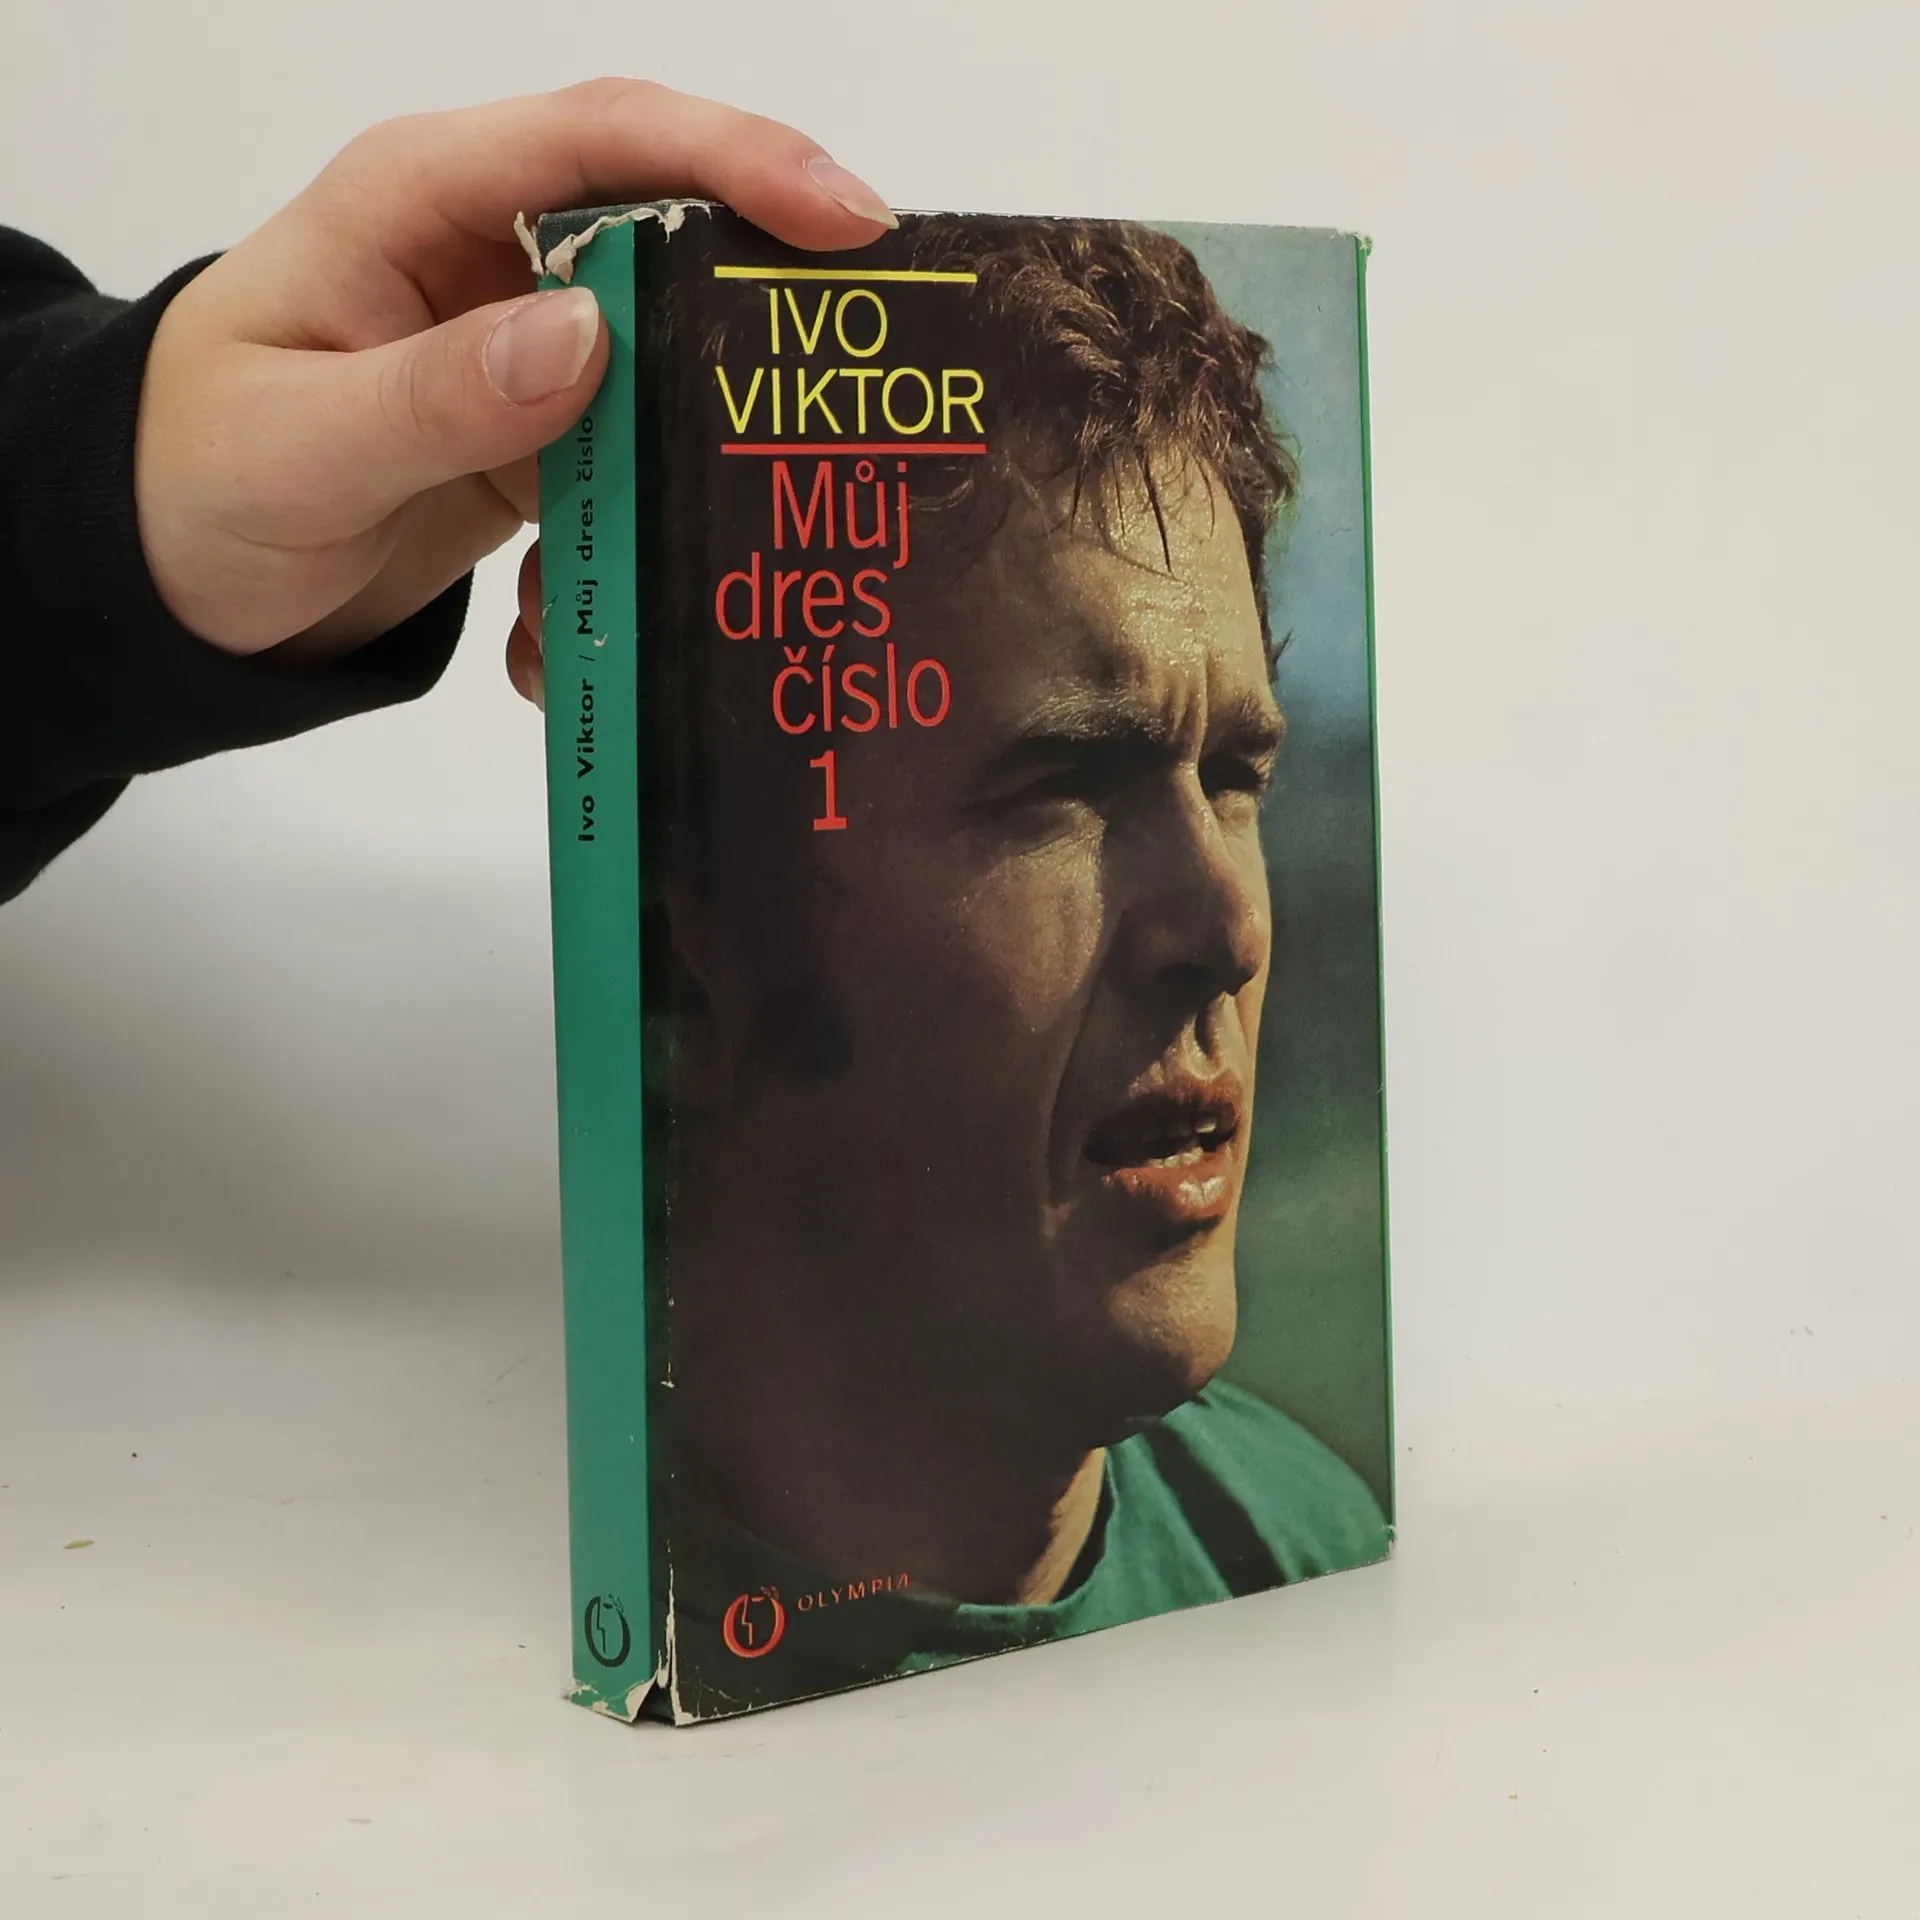 IVO
VIKTOR
Můj
dres
číslo
1
OLYMPIA
Ivo Viktor / Můj dres číslo